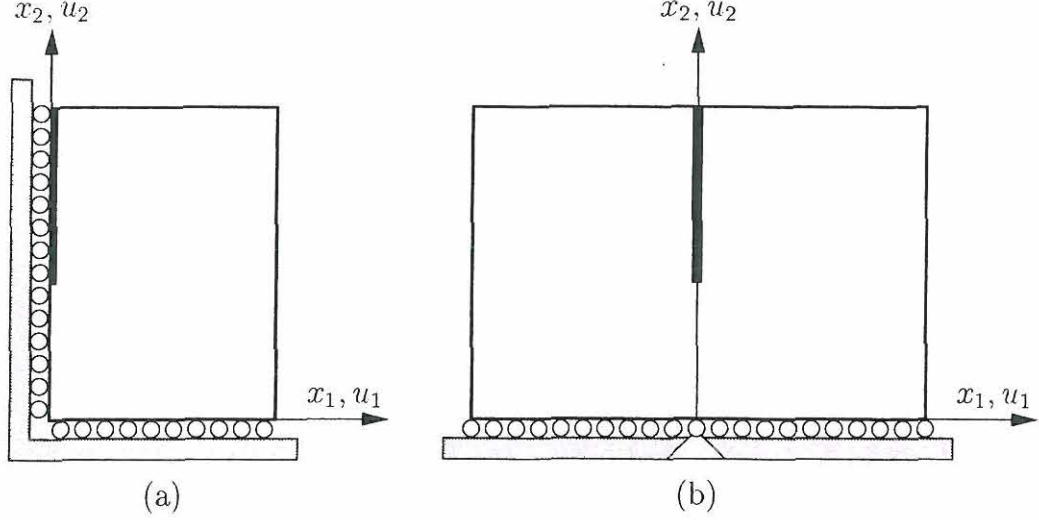 x₂, u₂
x₂, u₂
x₁, u₁
x₁, u₁
(a)
(b)